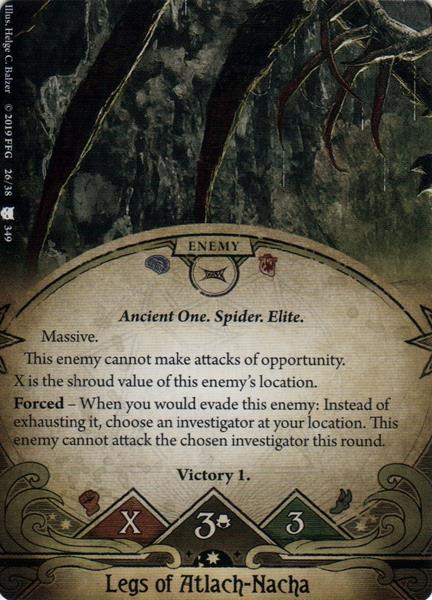 Illus. Helge C. Balzer © 2019 FFG 26/38 349
ENEMY
Ancient One. Spider. Elite.
Massive.
This enemy cannot make attacks of opportunity.
X is the shroud value of this enemy's location.
Forced – When you would evade this enemy: Instead of
exhausting it, choose an investigator at your location. This
enemy cannot attack the chosen investigator this round.
Victory 1.
X 3 3
Legs of Atlach-Nacha